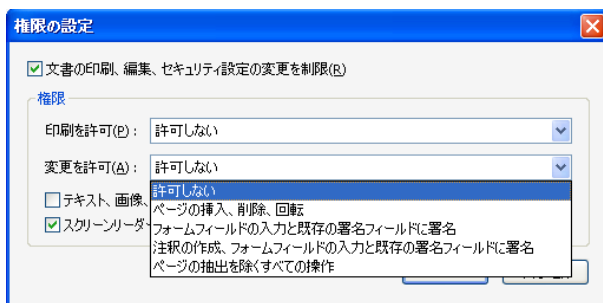 権限の設定
文書の印刷、編集、セキュリティ設定の変更を制限(R)
権限
印刷を許可(P)： 許可しない
変更を許可(A)： 許可しない
許可しない
テキスト、画像、
ページの挿入、削除、回転
スクリーンリーダ
フォームフィールドの入力と既存の署名フィールドに署名
注釈の作成、フォームフィールドの入力と既存の署名フィールドに署名
ページの抽出を除くすべての操作